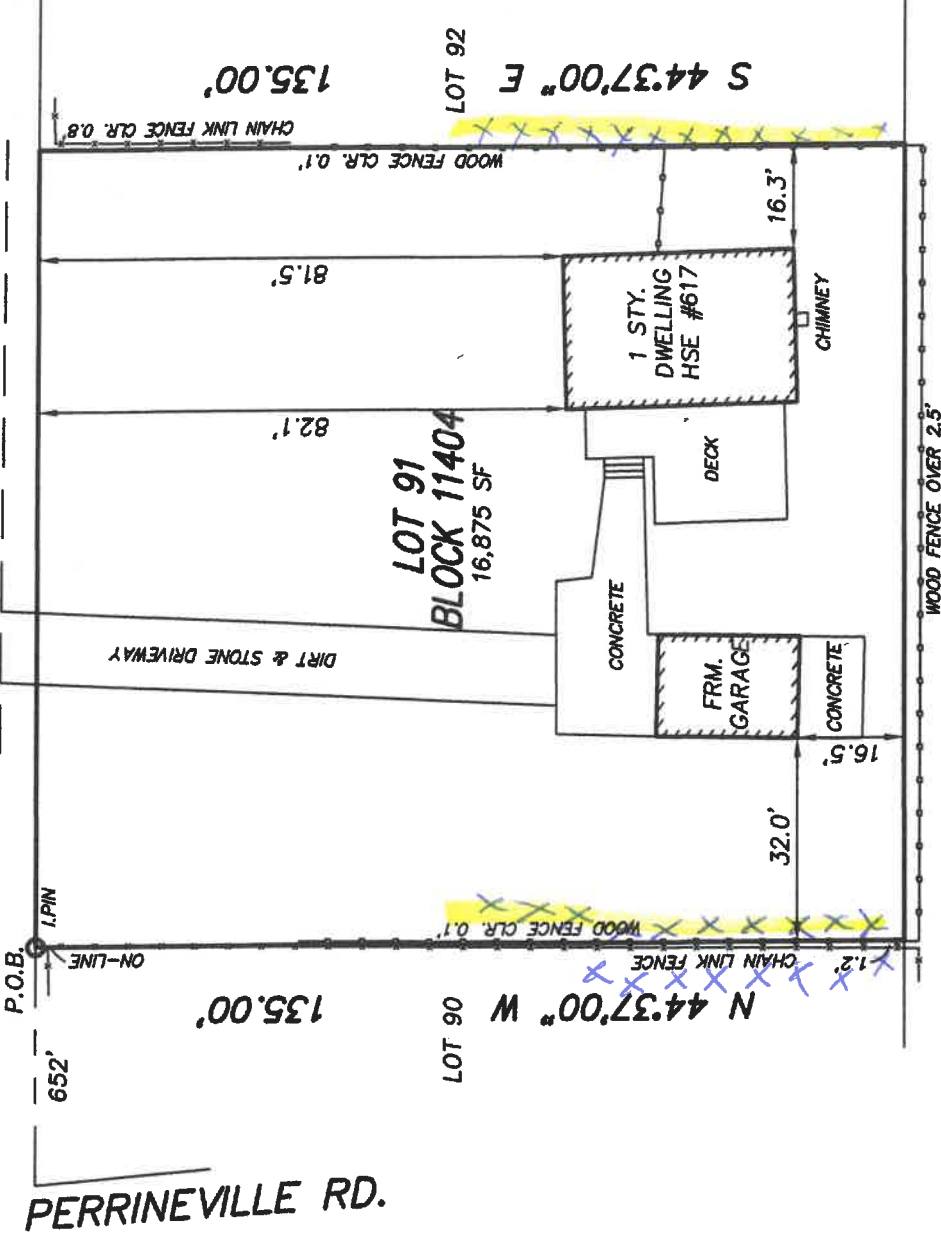 S 44°37'00" E
135.00'
LOT 92
CHAIN LINK FENCE CLR. 0.8'
WOOD FENCE CLR. 0.1'
81.5'
16.3'
1 STY.
DWELLING
HSE #617
CHIMNEY
82.1'
LOT 91
BLOCK 11404
16,875 SF
DECK
WOOD FENCE OVER 2.5'
CONCRETE
DIRT & STONE DRIVEWAY
FRM.
GARAGE
CONCRETE
16.5'
32.0'
P.O.B.
I.PIN
ON-LINE
WOOD FENCE CLR. 0.1'
CHAIN LINK FENCE
1.2'
N 44°37'00" W
135.00'
LOT 90
652'
PERRINEVILLE RD.